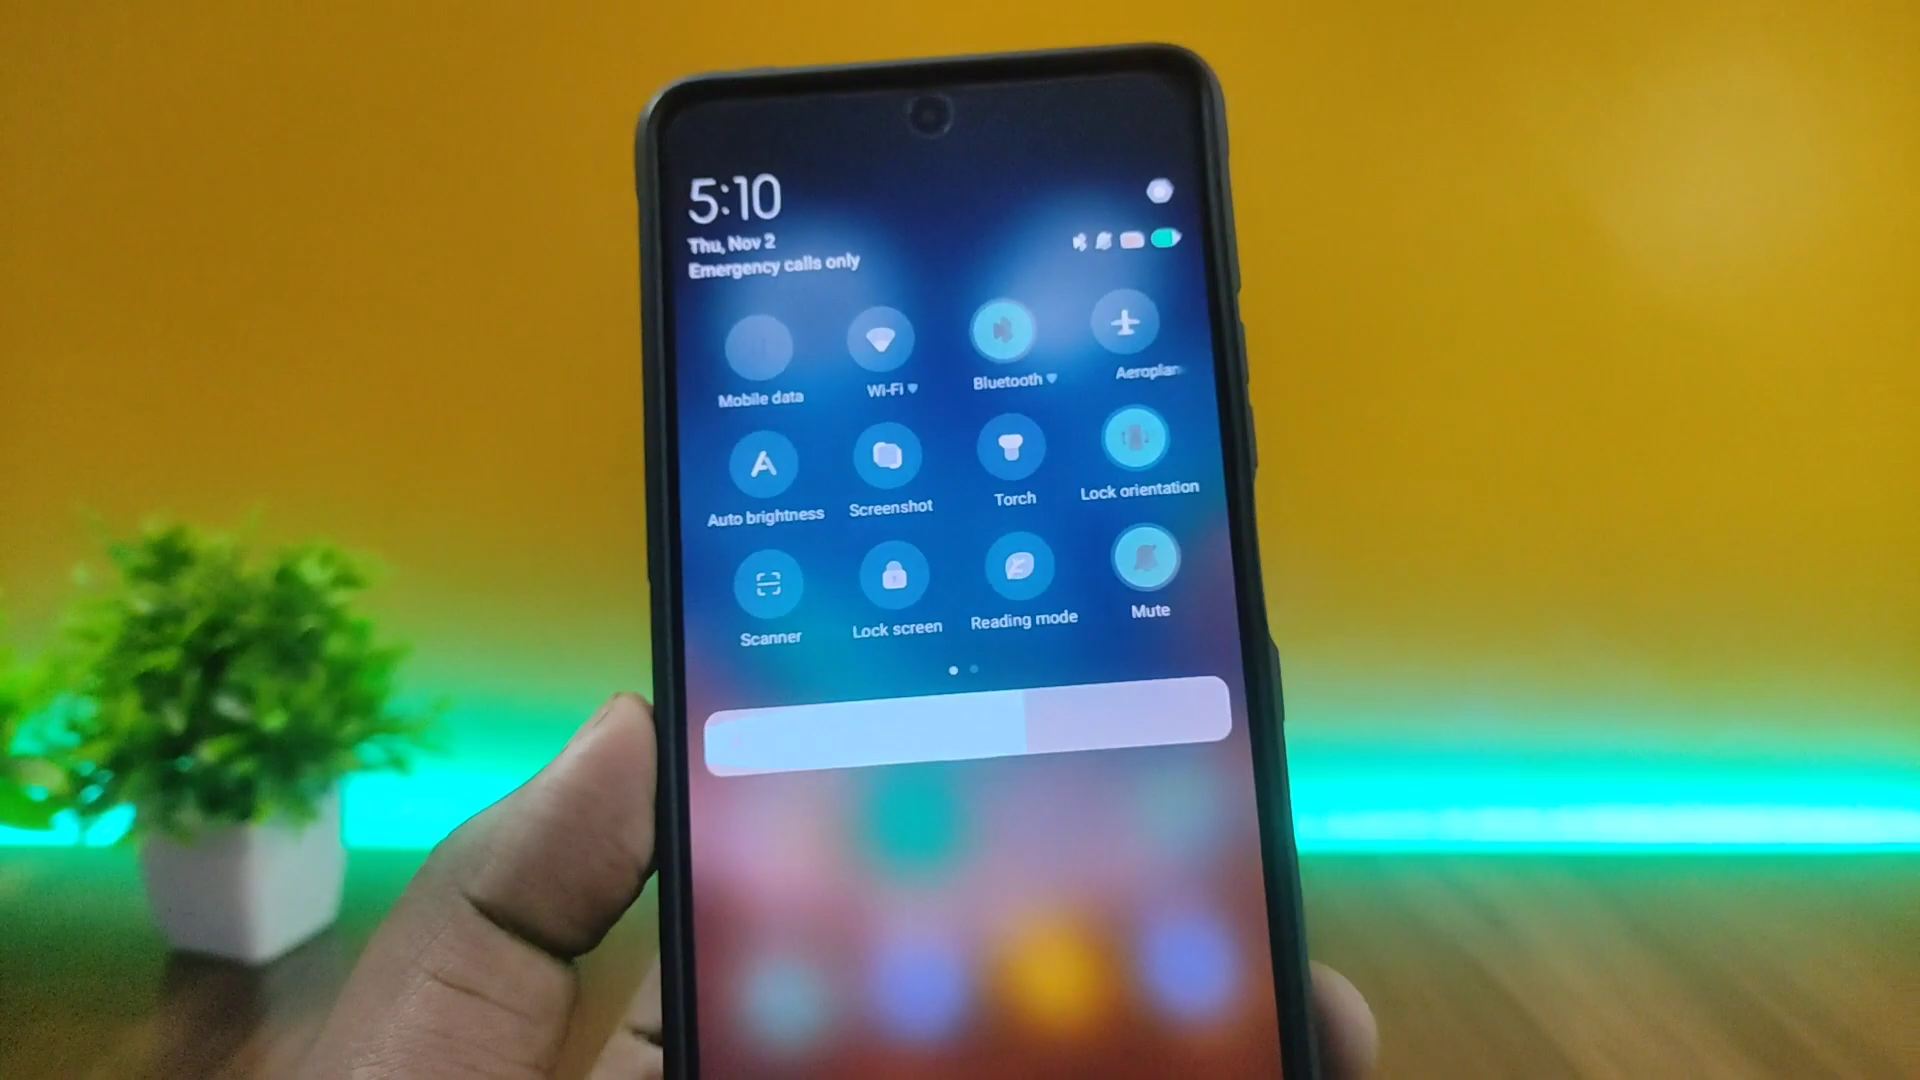 5:10
Thu, Nov 2
Emergency calls only
Mobile data
Wi-Fi
Bluetooth
Aeroplan
Auto brightness
Screenshot
Torch
Lock orientation
Scanner
Lock screen
Reading mode
Mute